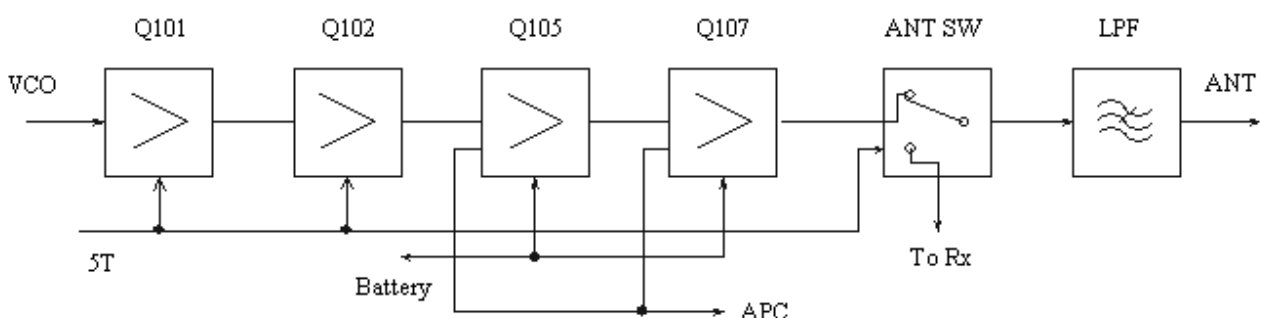 Q101 Q102 Q105 Q107 ANT SW LPF
VCO ANT
5T To Rx
Battery
APC